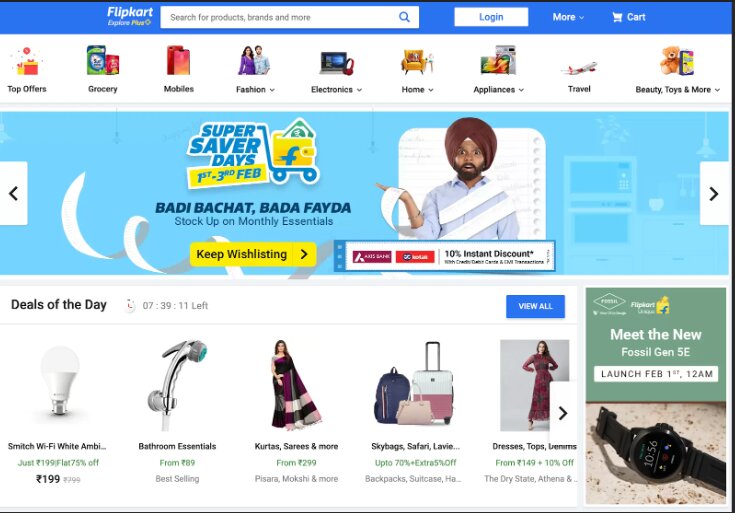 Flipkart
Explore Plus
Search for products, brands and more
Login
More
Cart
Top Offers
Grocery
Mobiles
Fashion
Electronics
Home
Appliances
Travel
Beauty, Toys & More
SUPER
SAVER
DAYS
1ST-3RD FEB
BADI BACHAT, BADA FAYDA
Stock Up on Monthly Essentials
Keep Wishlisting
AXIS BANK
kotak
10% Instant Discount*
With Credit/Debit Cards & EMI Transactions
Deals of the Day
07 : 39 : 11 Left
VIEW ALL
Smitch Wi-Fi White Ambi...
Just ₹199|Flat75% off
₹199 ₹799
Bathroom Essentials
From ₹89
Best Selling
Kurtas, Sarees & more
From ₹299
Pisara, Mokshi & more
Skybags, Safari, Lavie...
Upto 70%+Extra5%Off
Backpacks, Suitcase, Ha...
Dresses, Tops, Denims
From ₹149 + 10% Off
The Dry State, Athena & ..
FOSSIL
Flipkart
Unique
Meet the New
Fossil Gen 5E
LAUNCH FEB 1ST, 12AM
10:56